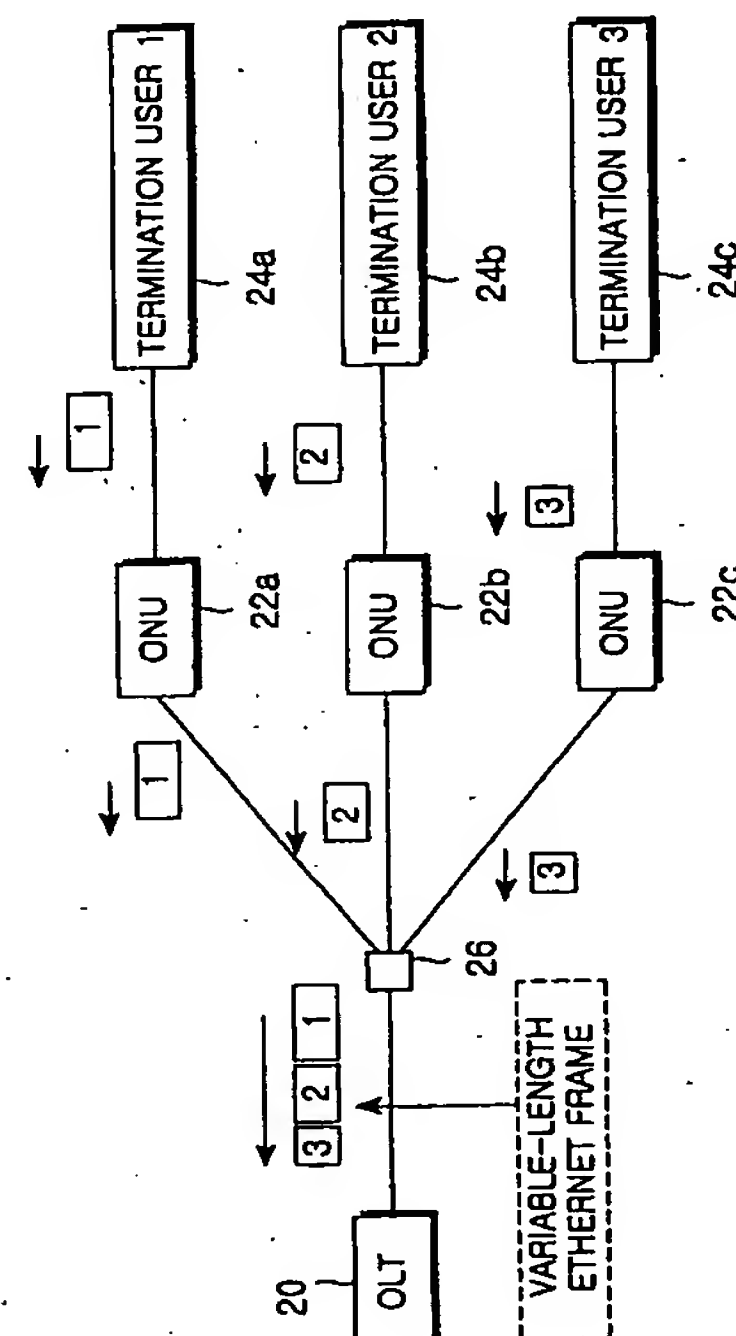 TERMINATION USER 1
24a
1
ONU
22a
1
TERMINATION USER 2
24b
2
ONU
22b
2
TERMINATION USER 3
24c
3
ONU
22c
3
26
1
2
3
VARIABLE-LENGTH
ETHERNET FRAME
OLT
20